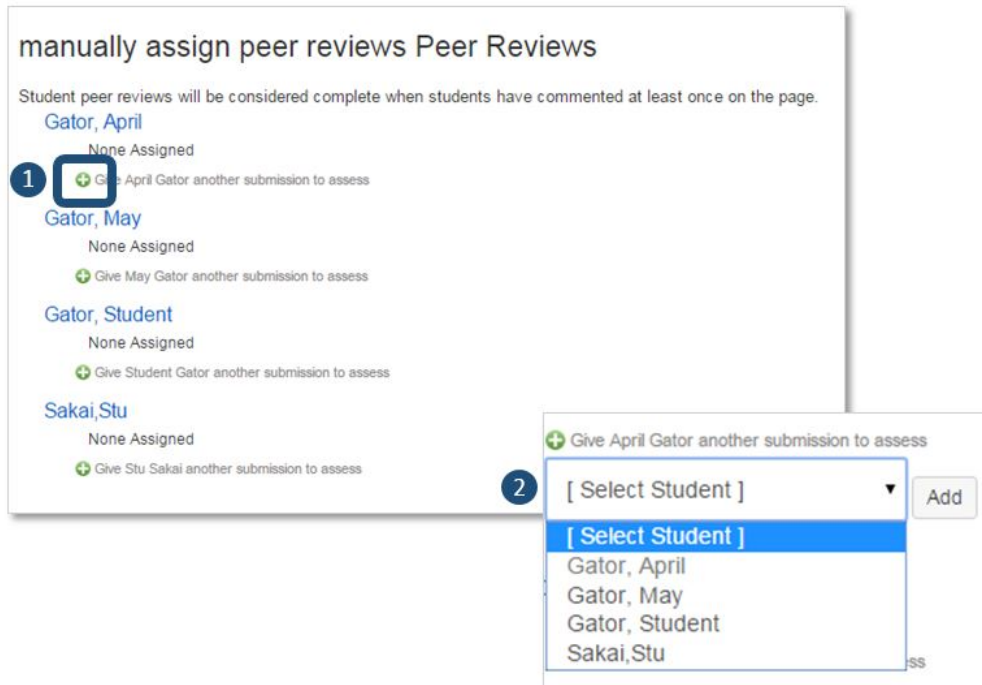 manually assign peer reviews Peer Reviews
Student peer reviews will be considered complete when students have commented at least once on the page.
Gator, April
None Assigned
1
Give April Gator another submission to assess
Gator, May
None Assigned
Give May Gator another submission to assess
Gator, Student
None Assigned
Give Student Gator another submission to assess
Sakai,Stu
None Assigned
Give Stu Sakai another submission to assess
Give April Gator another submission to assess
2
[ Select Student ]
Add
[ Select Student ]
Gator, April
Gator, May
Gator, Student
Sakai,Stu